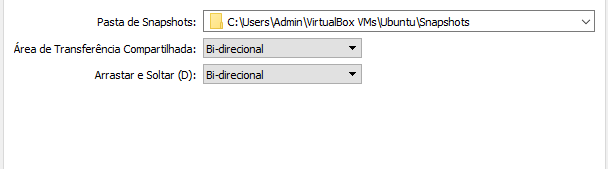 Pasta de Snapshots: C:\Users\Admin\VirtualBox VMs\Ubuntu\Snapshots
Área de Transferência Compartilhada: Bi-direcional
Arrastar e Soltar (D): Bi-direcional